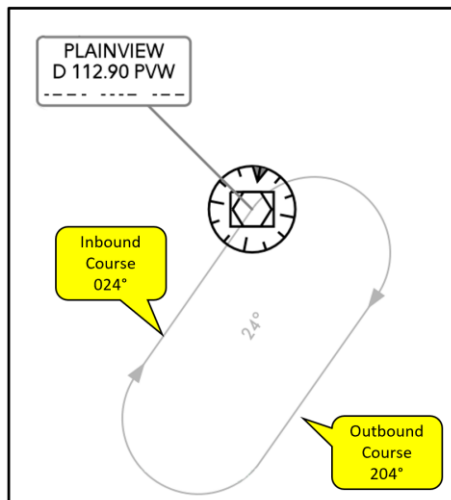 PLAINVIEW
D 112.90 PVW
Inbound
Course
024°
24°
Outbound
Course
204°